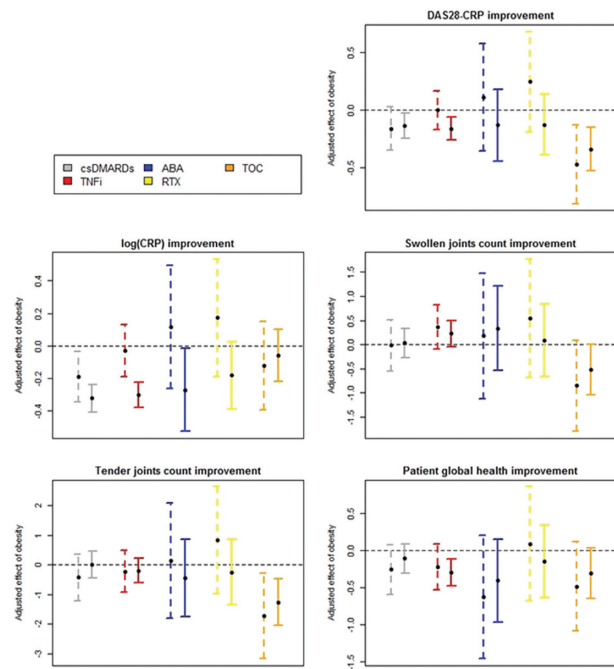 DAS28-CRP improvement
Adjusted effect of obesity
0.5
0.0
-0.5
csDMARDs ABA TOC
TNFi RTX
log(CRP) improvement
Adjusted effect of obesity
0.4
0.2
0.0
-0.2
-0.4
Swollen joints count improvement
Adjusted effect of obesity
1.5
1.0
0.5
0.0
-0.5
-1.0
-1.5
Tender joints count improvement
Adjusted effect of obesity
2
1
0
-1
-2
-3
Patient global health improvement
Adjusted effect of obesity
0.5
0.0
-0.5
-1.0
-1.5